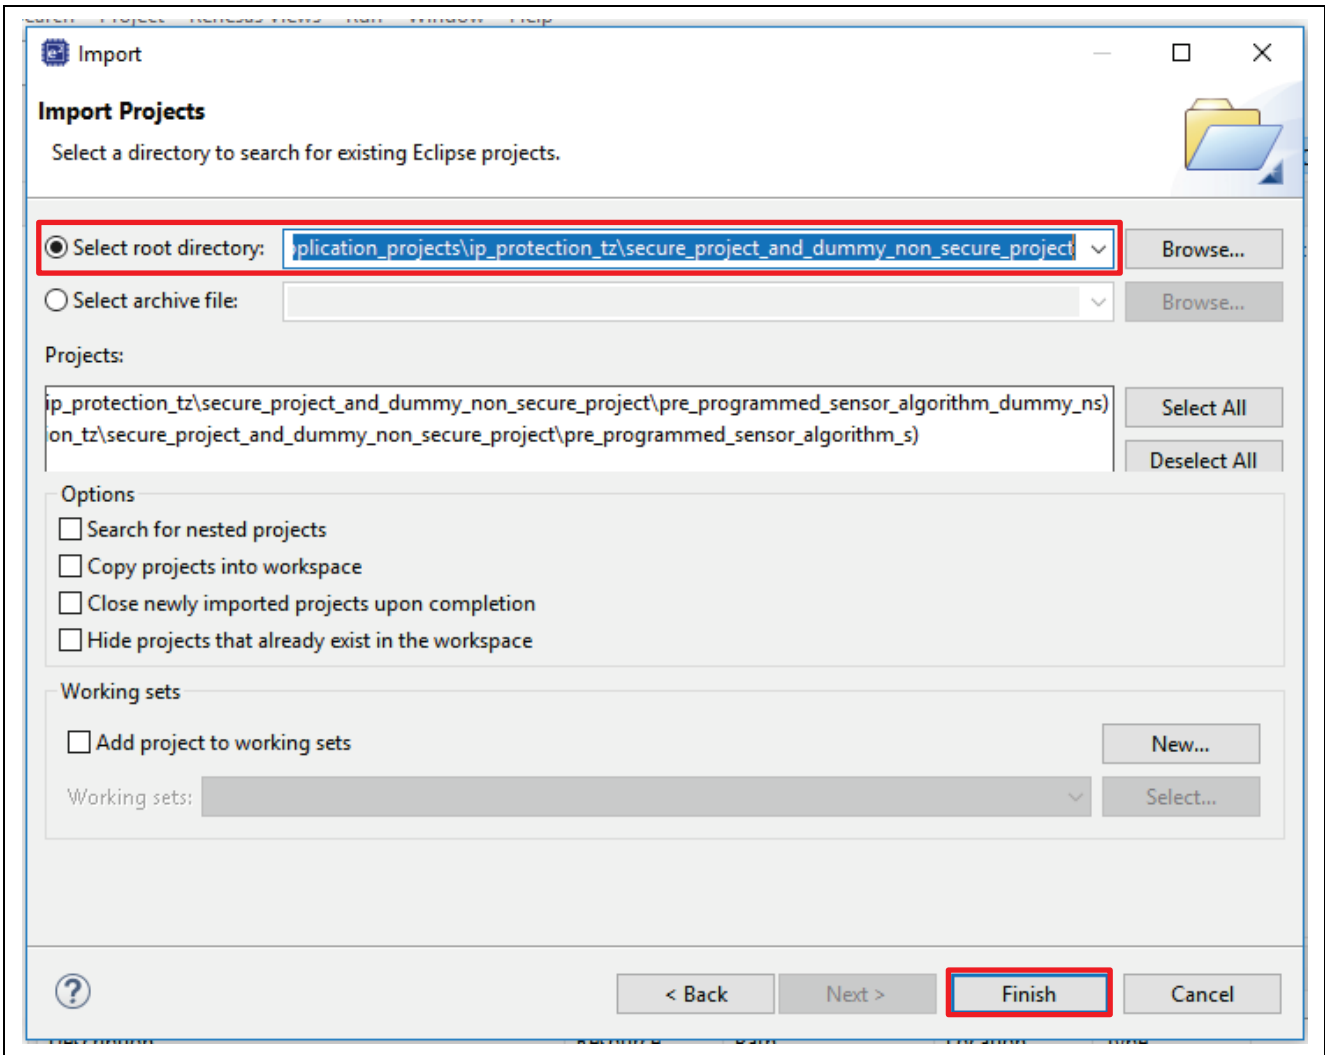 Import
Import Projects
Select a directory to search for existing Eclipse projects.
Select root directory: plication_projects\ip_protection_tz\secure_project_and_dummy_non_secure_project Browse...
Select archive file: Browse...
Projects:
ip_protection_tz\secure_project_and_dummy_non_secure_project\pre_programmed_sensor_algorithm_dummy_ns)
ion_tz\secure_project_and_dummy_non_secure_project\pre_programmed_sensor_algorithm_s)
Select All
Deselect All
Options
Search for nested projects
Copy projects into workspace
Close newly imported projects upon completion
Hide projects that already exist in the workspace
Working sets
Add project to working sets New...
Working sets: Select...
< Back Next > Finish Cancel